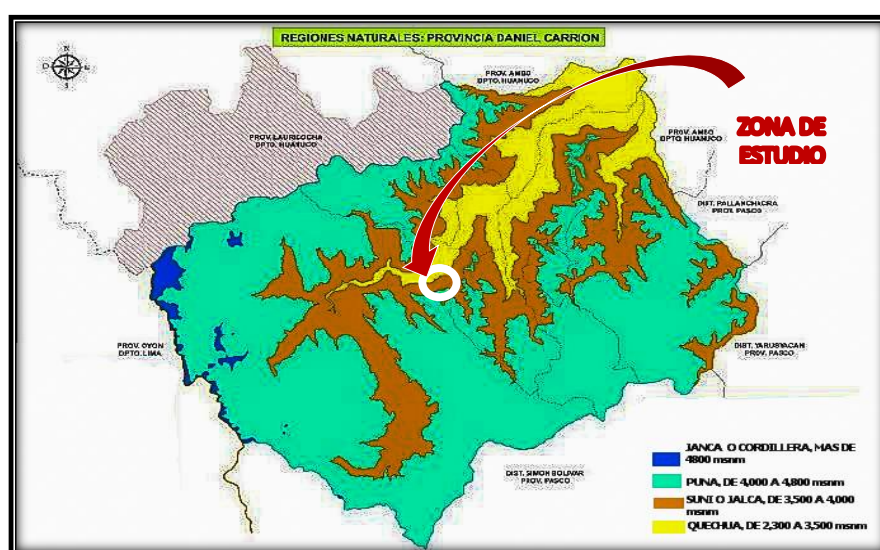 REGIONES NATURALES: PROVINCIA DANIEL CARRION
N
O
E
S
PROV. AMBO
DPTO. HUANUCO
ZONA DE
ESTUDIO
PROV. LAURICOCHA
DPTO. HUANUCO
PROV. AMBO
DPTO. HUANUCO
DIST. PALLANCHACRA
PROV. PASCO
PROV. OYON
DPTO. LIMA
DIST. YARUSYACAN
PROV. PASCO
DIST. SIMON BOLIVAR
PROV. PASCO
JANCA O CORDILLERA, MAS DE
4800 msnm
PUNA, DE 4,000 A 4,800 msnm
SUNI O JALCA, DE 3,500 A 4,000
msnm
QUECHUA, DE 2,300 A 3,500 msnm